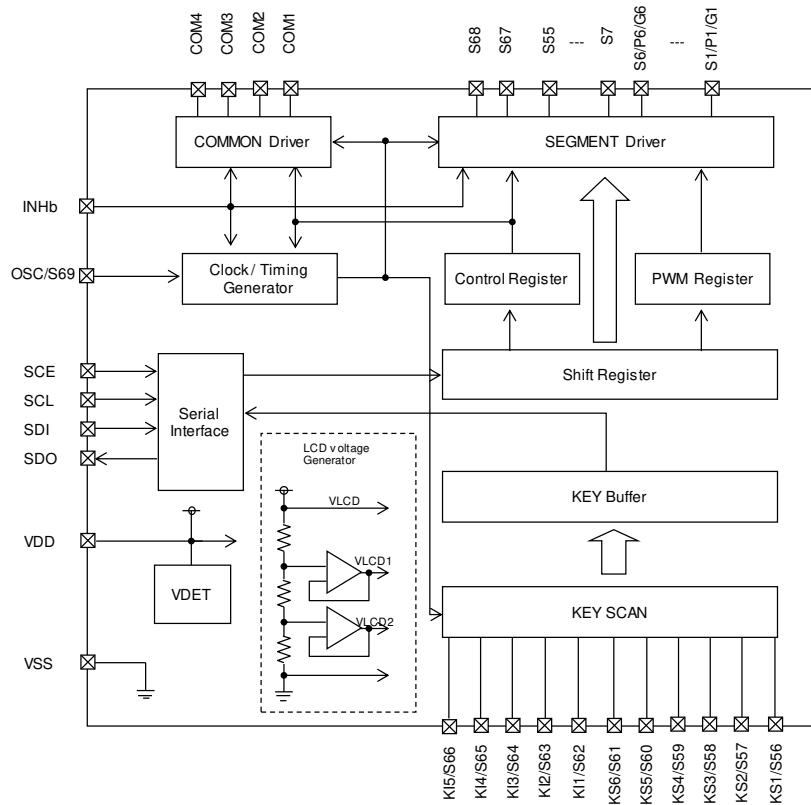 COM4
COM3
COM2
COM1
S68
S67
S55
---
S7
S6/P6/G6
---
S1/P1/G1
COMMON Driver
SEGMENT Driver
INHb
OSC/S69
Clock / Timing
Generator
Control Register
PWM Register
SCE
SCL
SDI
SDO
Serial
Interface
Shift Register
LCD voltage
Generator
VLCD
VLCD1
VLCD2
KEY Buffer
VDD
VDET
KEY SCAN
VSS
KI5/S66
KI4/S65
KI3/S64
KI2/S63
KI1/S62
KS6/S61
KS5/S60
KS4/S59
KS3/S58
KS2/S57
KS1/S56